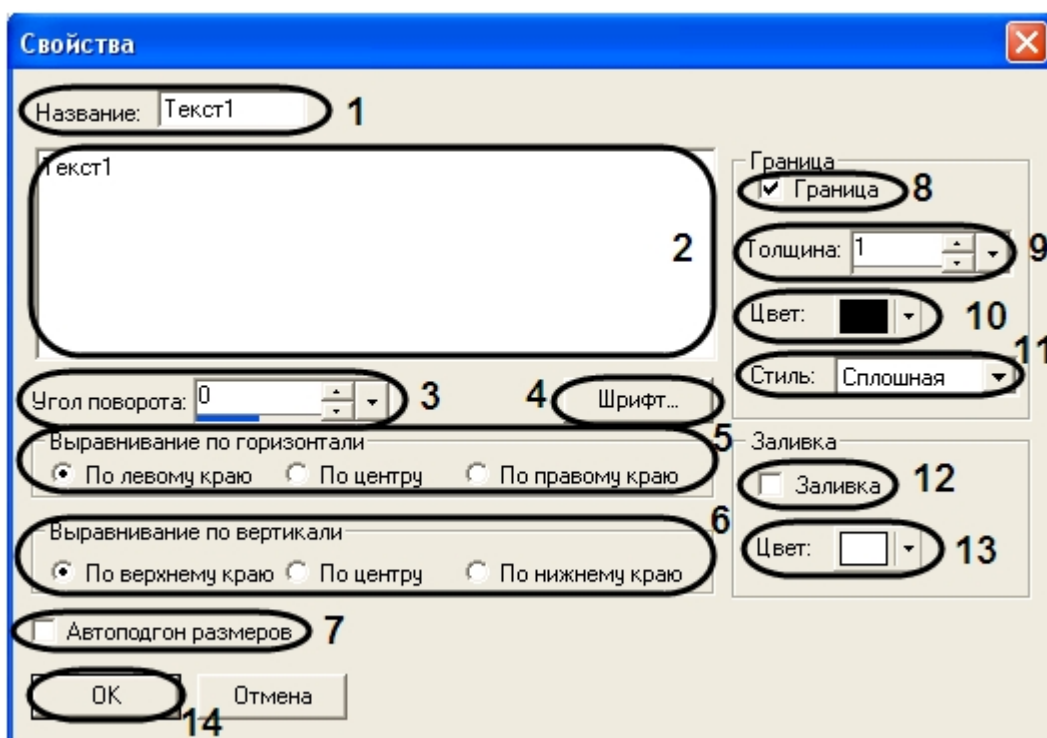 Свойства
Название: Текст1 1
Текст1
2
Граница
Граница 8
Толщина: 1 9
Цвет: 10
Стиль: Сплошная 11
Угол поворота: 0 3
4 Шрифт...
Выравнивание по горизонтали 5
По левому краю По центру По правому краю
Выравнивание по вертикали 6
По верхнему краю По центру По нижнему краю
Заливка
Заливка 12
Цвет: 13
Автоподгон размеров 7
OK Отмена
14